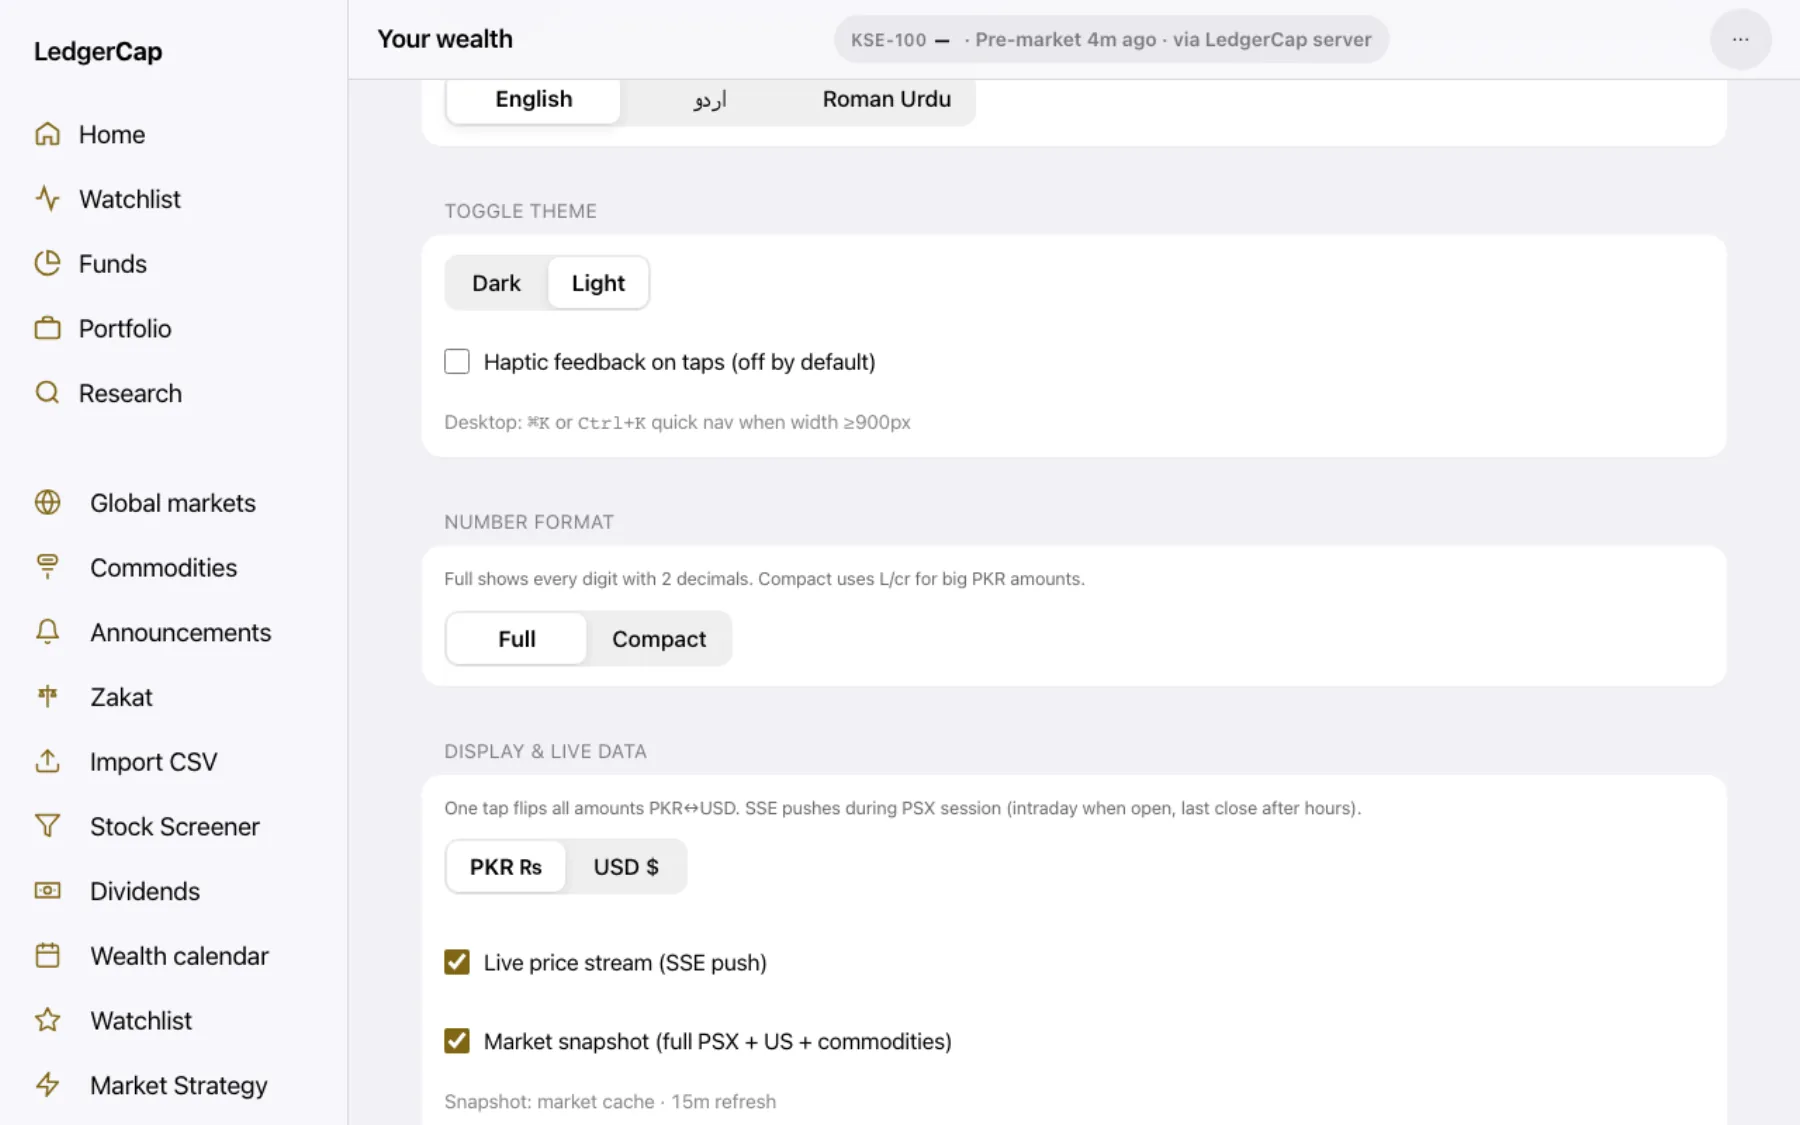 LedgerCap
Home
Watchlist
Funds
Portfolio
Research
Global markets
Commodities
Announcements
Zakat
Import CSV
Stock Screener
Dividends
Wealth calendar
Watchlist
Market Strategy
Your wealth
KSE-100 — · Pre-market 4m ago · via LedgerCap server
English اردو Roman Urdu
TOGGLE THEME
Dark Light
Haptic feedback on taps (off by default)
Desktop: ⌘K or Ctrl+K quick nav when width ≥900px
NUMBER FORMAT
Full shows every digit with 2 decimals. Compact uses L/cr for big PKR amounts.
Full Compact
DISPLAY & LIVE DATA
One tap flips all amounts PKR↔USD. SSE pushes during PSX session (intraday when open, last close after hours).
PKR ₨ USD $
Live price stream (SSE push)
Market snapshot (full PSX + US + commodities)
Snapshot: market cache · 15m refresh